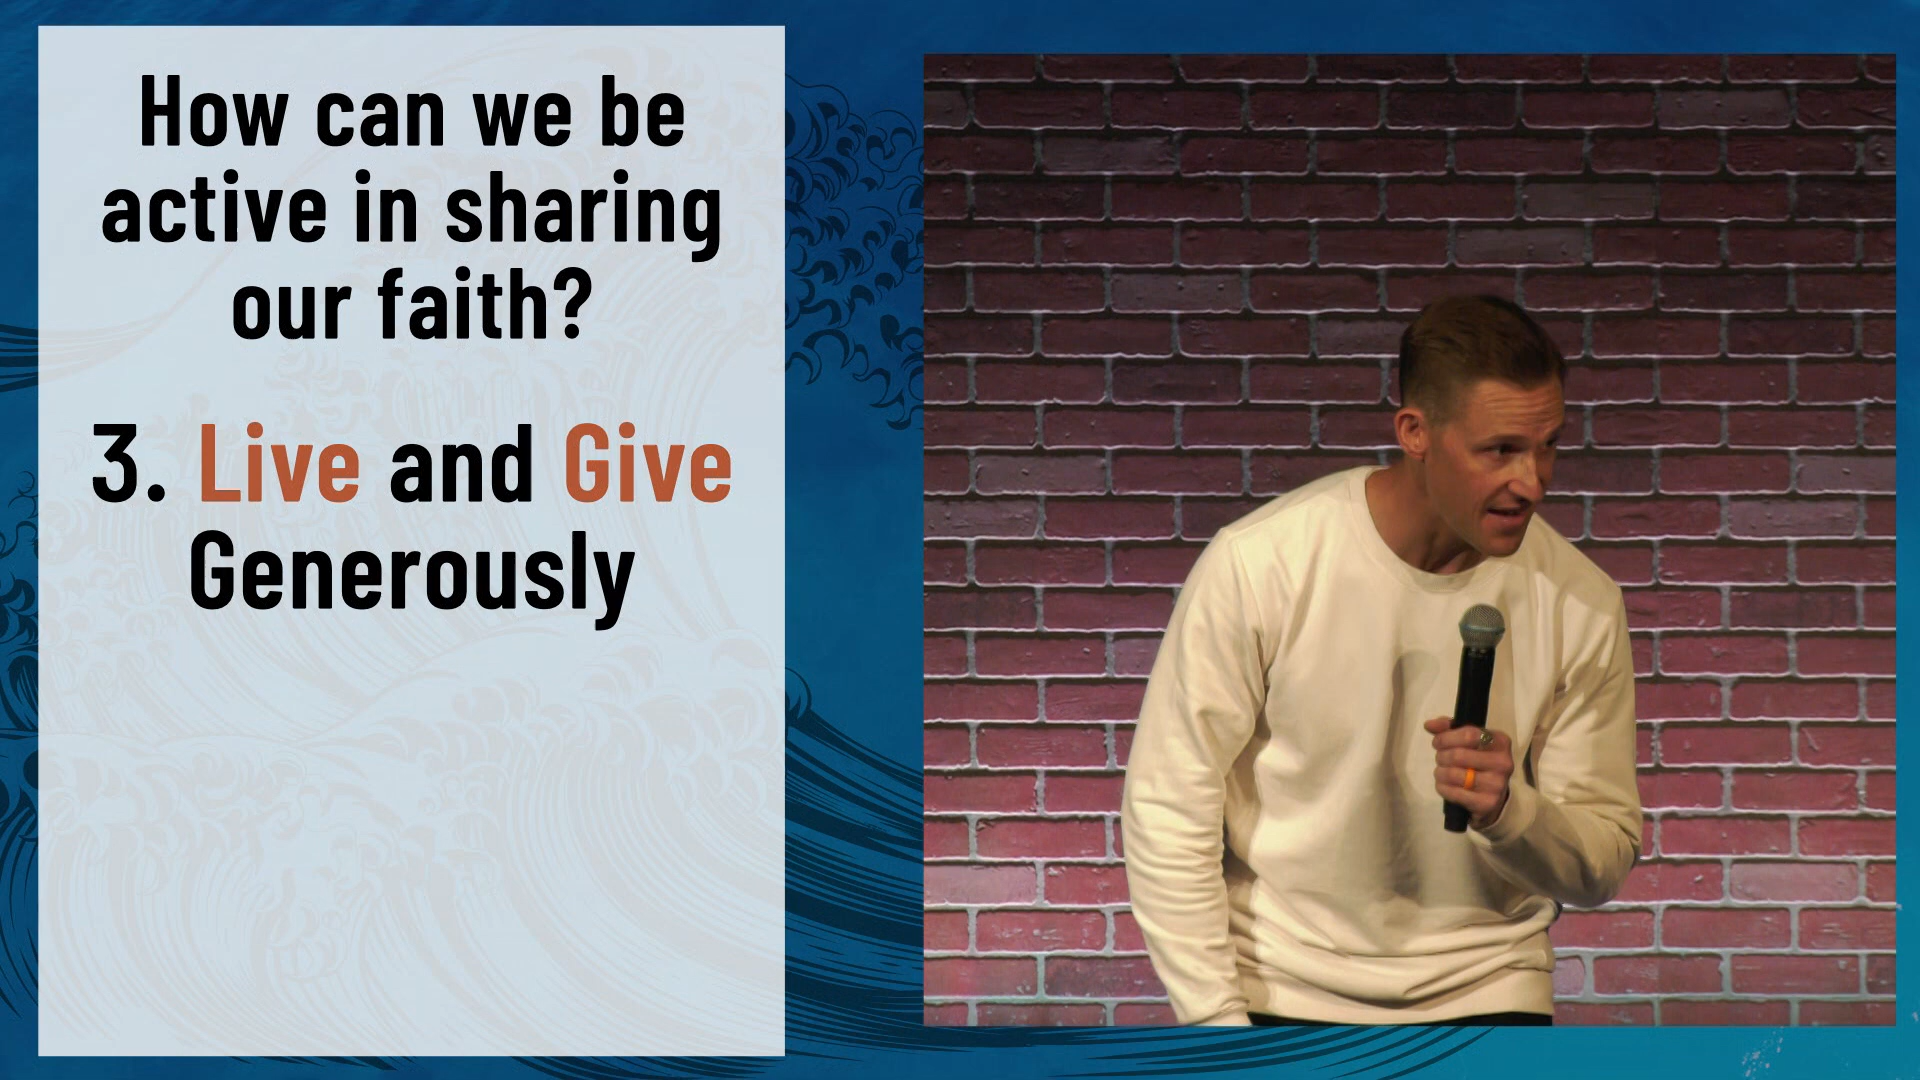 How can we be
active in sharing
our faith?
3. Live and Give
Generously